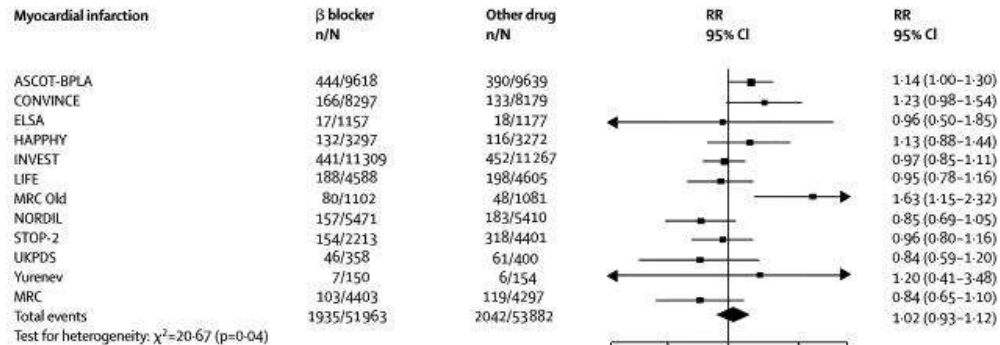 Myocardial infarction β blocker Other drug RR RR
n/N n/N 95% CI 95% CI
ASCOT-BPLA 444/9618 390/9639 1·14 (1·00–1·30)
CONVINCE 166/8297 133/8179 1·23 (0·98–1·54)
ELSA 17/1157 18/1177 0·96 (0·50–1·85)
HAPPHY 132/3297 116/3272 1·13 (0·88–1·44)
INVEST 441/11309 452/11267 0·97 (0·85–1·11)
LIFE 188/4588 198/4605 0·95 (0·78–1·16)
MRC Old 80/1102 48/1081 1·63 (1·15–2·32)
NORDIL 157/5471 183/5410 0·85 (0·69–1·05)
STOP-2 154/2213 318/4401 0·96 (0·80–1·16)
UKPDS 46/358 61/400 0·84 (0·59–1·20)
Yurenev 7/150 6/154 1·20 (0·41–3·48)
MRC 103/4403 119/4297 0·84 (0·65–1·10)
Total events 1935/51963 2042/53882 1·02 (0·93–1·12)
Test for heterogeneity: χ²=20·67 (p=0·04)